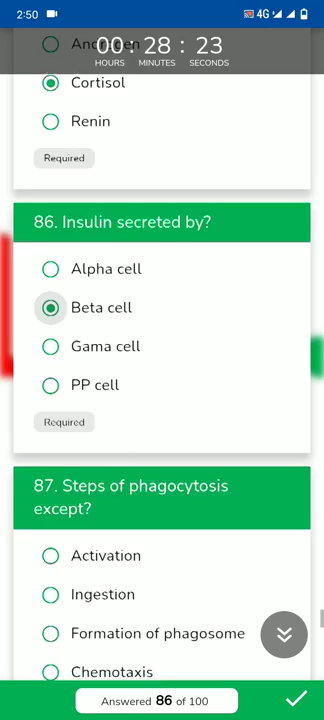 2:50
4G
Androgen
00 : 28 : 23
HOURS MINUTES SECONDS
Cortisol
Renin
Required
86. Insulin secreted by?
Alpha cell
Beta cell
Gama cell
PP cell
Required
87. Steps of phagocytosis
except?
Activation
Ingestion
Formation of phagosome
Chemotaxis
Answered 86 of 100